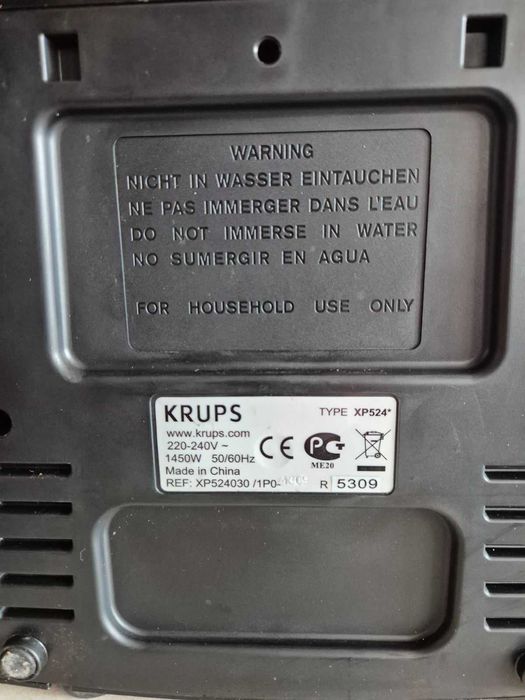 WARNING
NICHT IN WASSER EINTAUCHEN
NE PAS IMMERGER DANS L'EAU
DO NOT IMMERSE IN WATER
NO SUMERGIR EN AGUA
FOR HOUSEHOLD USE ONLY
KRUPS TYPE XP524*
www.krups.com
220-240V ~
1450W 50/60Hz
ME20
Made in China
REF: XP524030 /1P0- R 5309